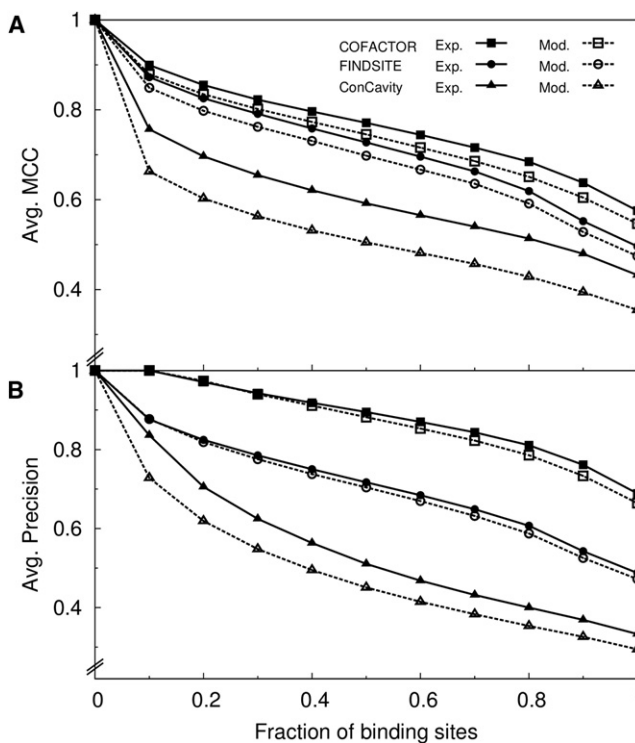 A
1
COFACTOR Exp. Mod.
FINDSITE Exp. Mod.
ConCavity Exp. Mod.
0.8
0.6
0.4
Avg. MCC
B
1
0.8
0.6
0.4
Avg. Precision
0 0.2 0.4 0.6 0.8
Fraction of binding sites